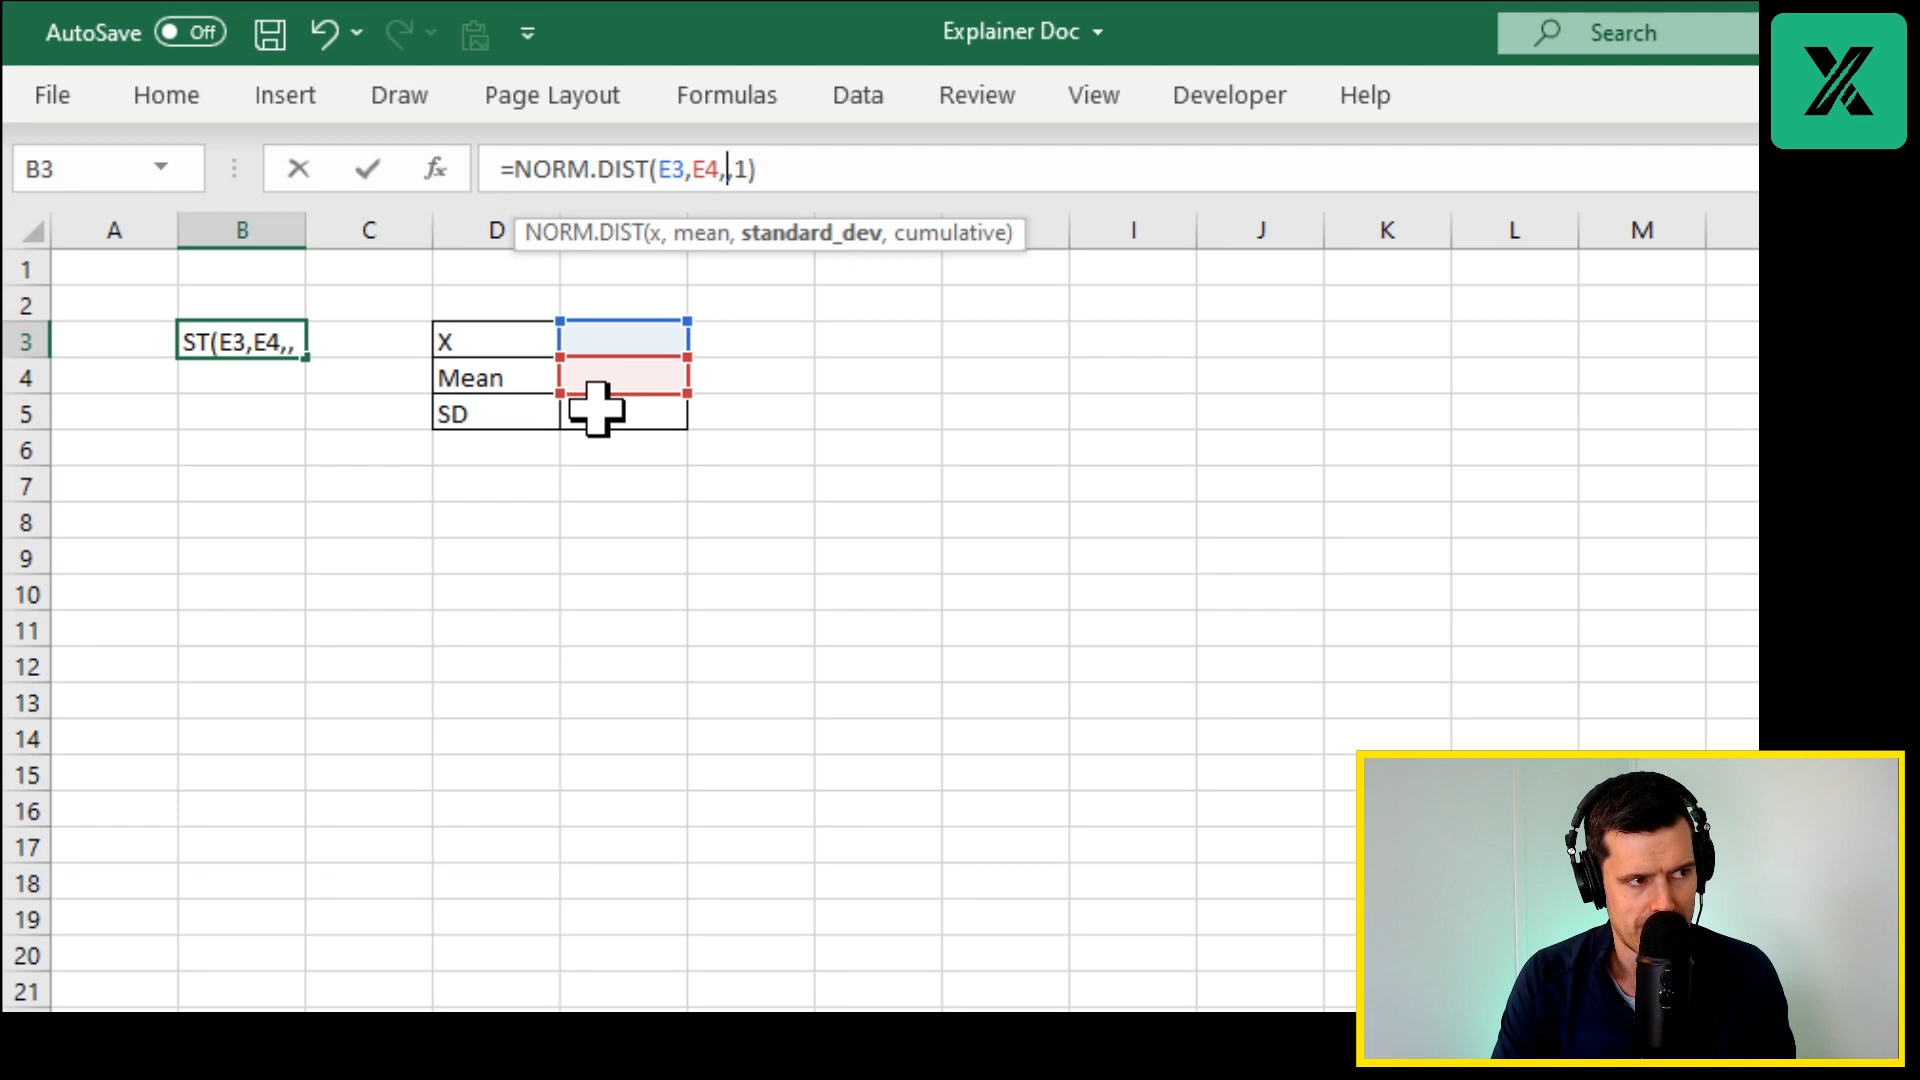 AutoSave Off Explainer Doc Search
File Home Insert Draw Page Layout Formulas Data Review View Developer Help
B3 fx =NORM.DIST(E3,E4,,1)
A B C D I J K L M
NORM.DIST(x, mean, standard_dev, cumulative)
1
2
3 ST(E3,E4,, X
4 Mean
5 SD
6
7
8
9
10
11
12
13
14
15
16
17
18
19
20
21